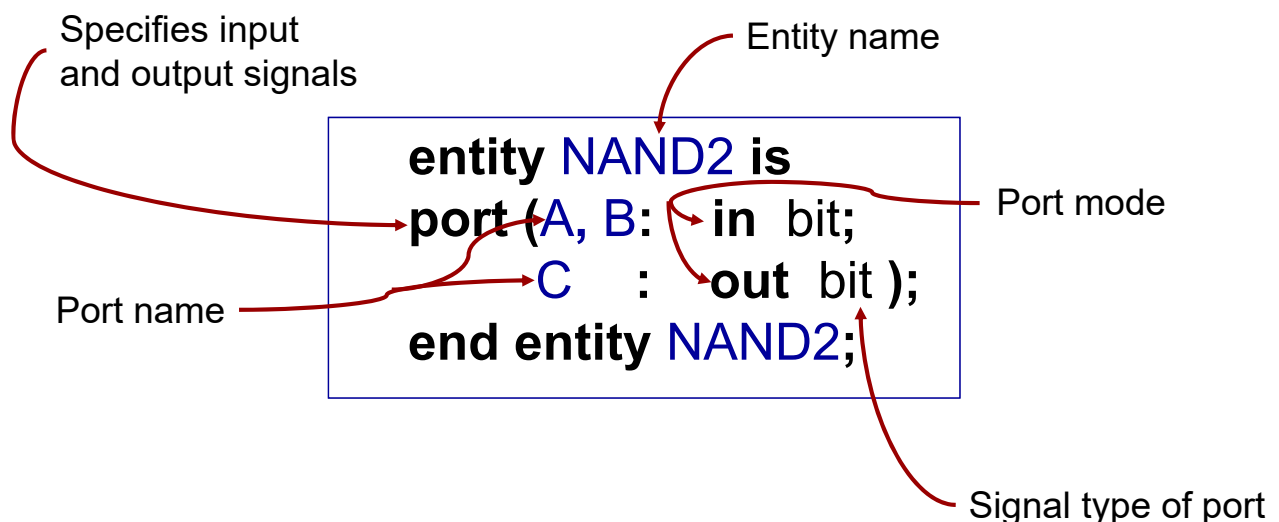 Specifies input
and output signals
Entity name
entity NAND2 is
port (A, B: in bit;
C : out bit );
end entity NAND2;
Port mode
Port name
Signal type of port